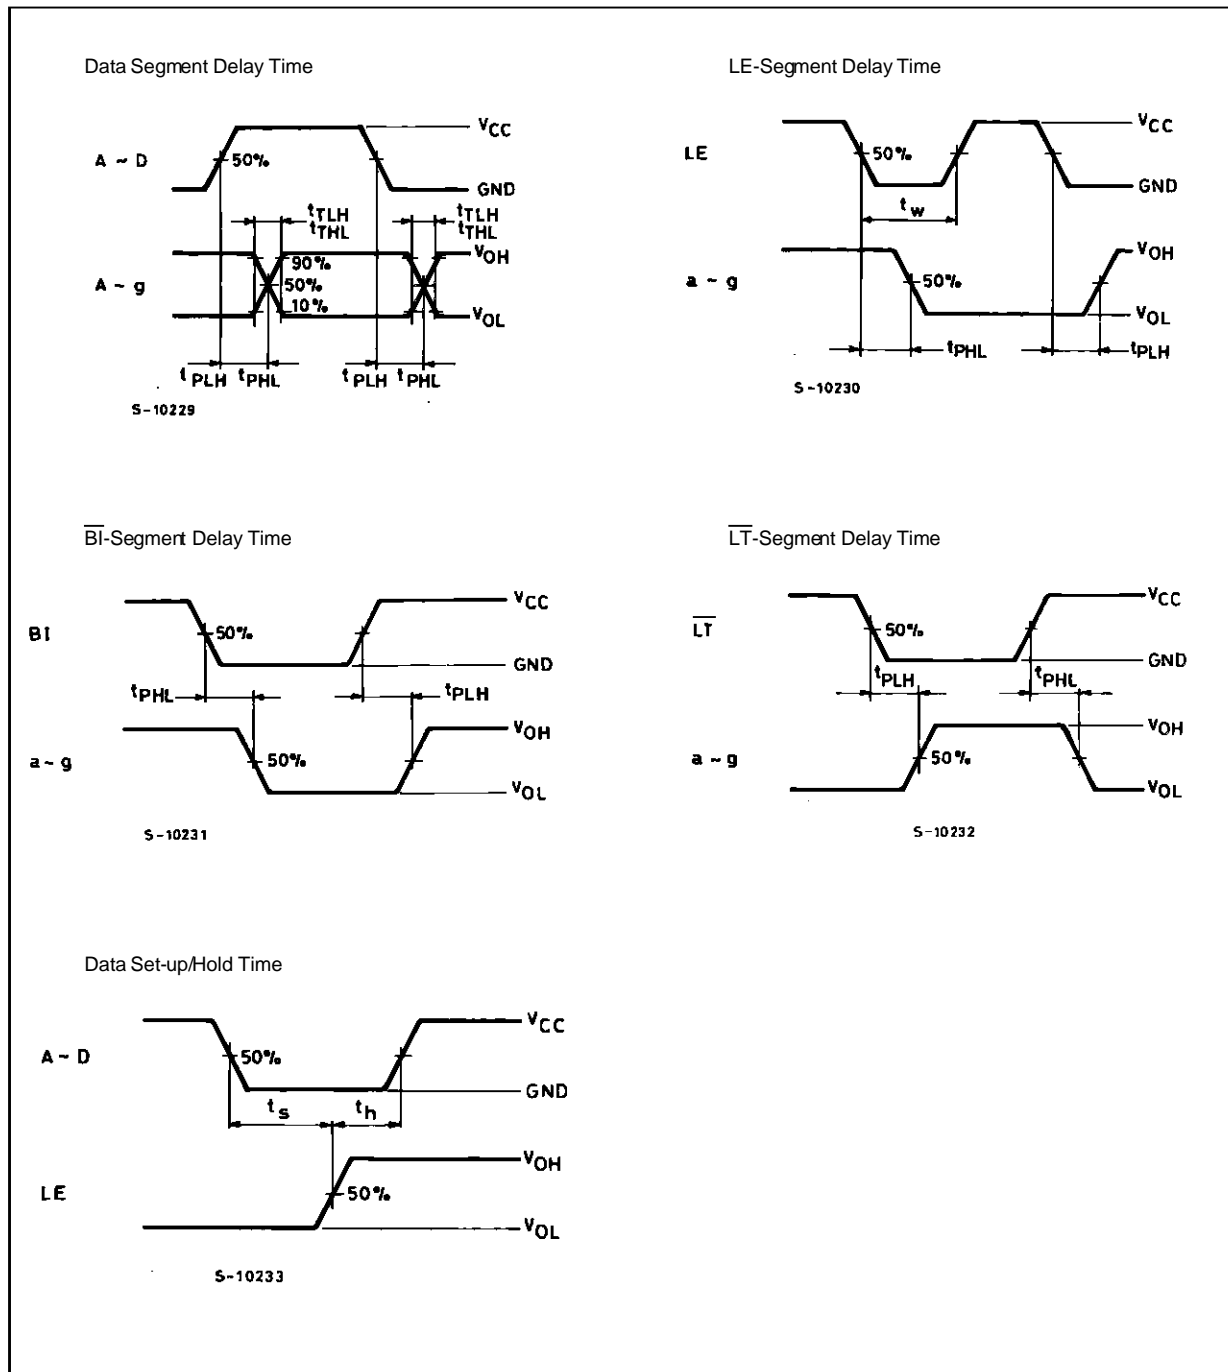 Data Segment Delay Time
A ~ D
50%
VCC
GND
tTLH
tTHL
tTLH
tTHL
A ~ g
90%
50%
10%
VOH
VOL
tPLH tPHL tPLH tPHL
S-10229
LE-Segment Delay Time
LE
50%
VCC
GND
tw
a ~ g
50%
VOH
VOL
tPHL
tPLH
S-10230
B̅I̅-Segment Delay Time
BI
50%
VCC
GND
tPHL
tPLH
a ~ g
50%
VOH
VOL
S-10231
L̅T̅-Segment Delay Time
L̅T̅
50%
VCC
GND
tPLH
tPHL
a ~ g
50%
VOH
VOL
S-10232
Data Set-up/Hold Time
A ~ D
50%
VCC
GND
ts
th
LE
50%
VOH
VOL
S-10233